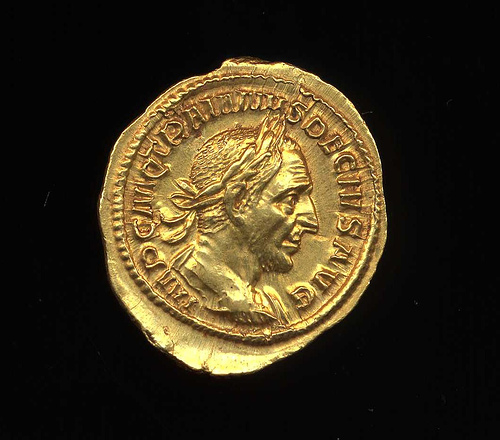 IMP C M Q TRAIANVS DECIVS AVG